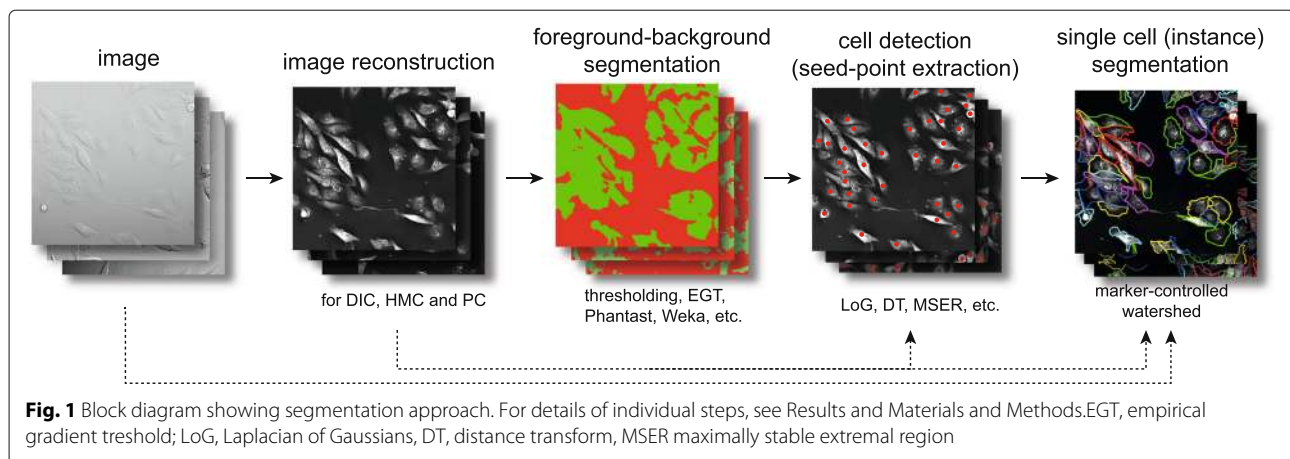 image
image reconstruction
foreground-background
segmentation
cell detection
(seed-point extraction)
single cell (instance)
segmentation
for DIC, HMC and PC
thresholding, EGT,
Phantast, Weka, etc.
LoG, DT, MSER, etc.
marker-controlled
watershed
Fig. 1 Block diagram showing segmentation approach. For details of individual steps, see Results and Materials and Methods.EGT, empirical
gradient treshold; LoG, Laplacian of Gaussians, DT, distance transform, MSER maximally stable extremal region